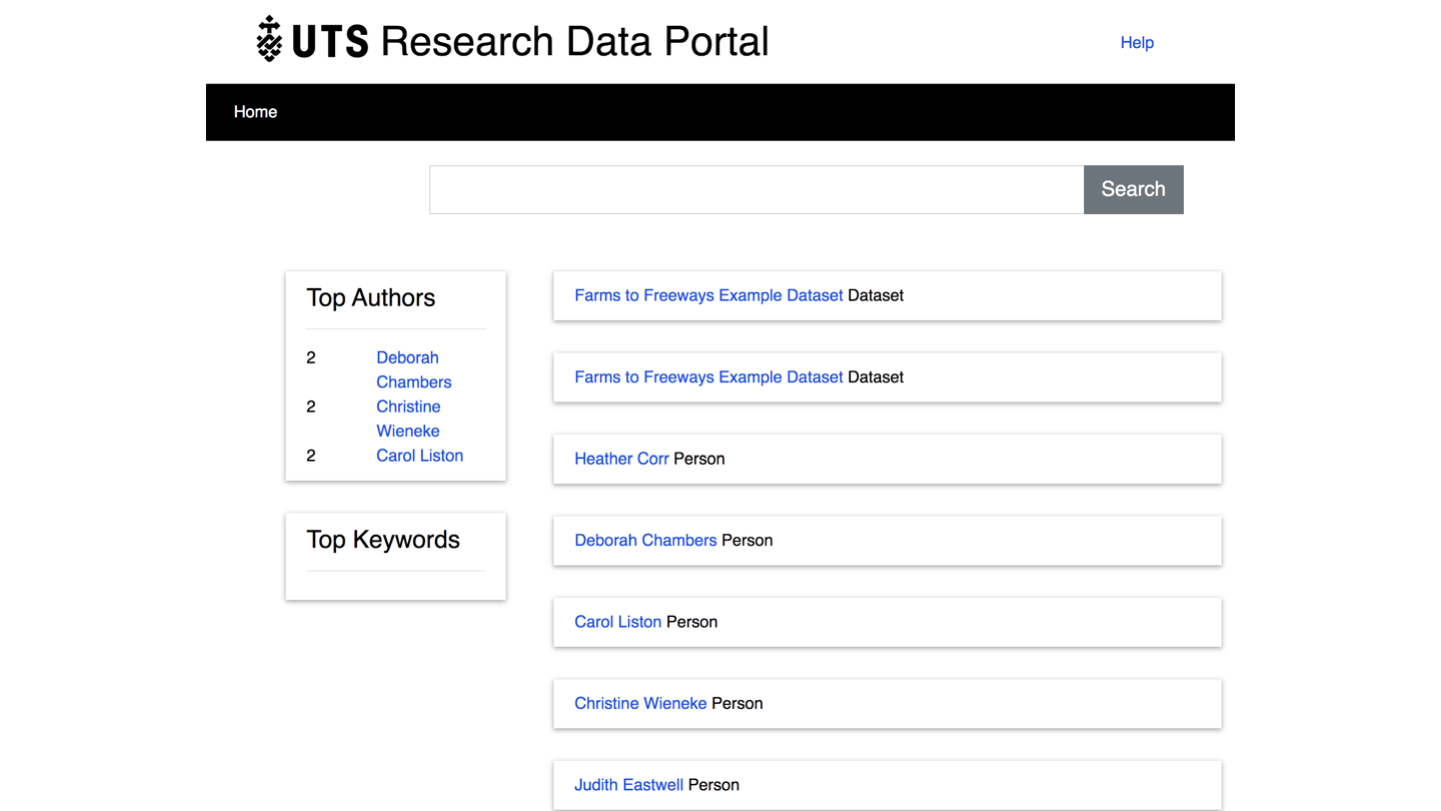 UTS Research Data Portal
Help
Home
Search
Top Authors
2 Deborah
Chambers
2 Christine
Wieneke
2 Carol Liston
Top Keywords
Farms to Freeways Example Dataset Dataset
Farms to Freeways Example Dataset Dataset
Heather Corr Person
Deborah Chambers Person
Carol Liston Person
Christine Wieneke Person
Judith Eastwell Person